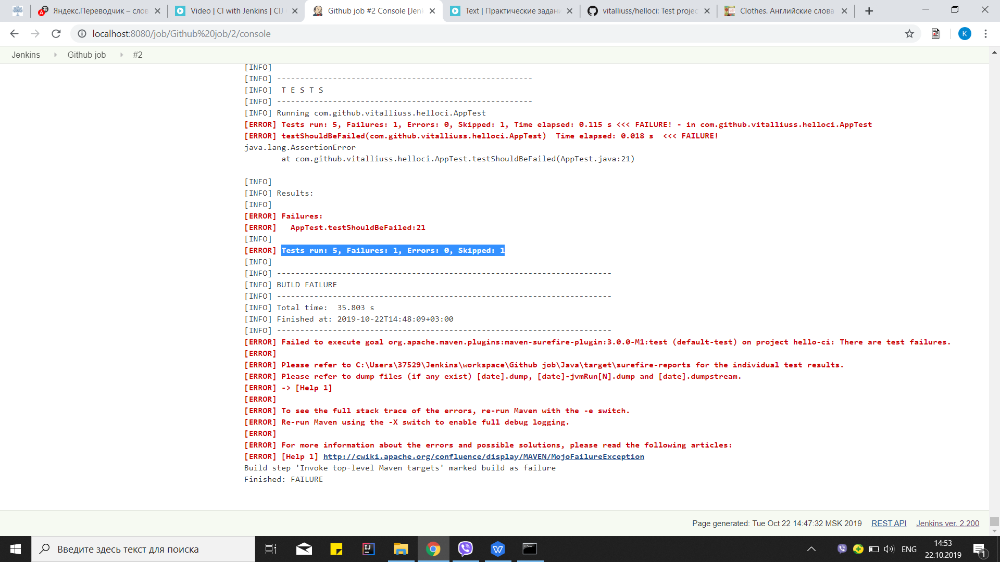 Яндекс.Переводчик – слов
Video | CI with Jenkins | CIJ
Github job #2 Console [Jenk
Text | Практические задани
vitalliuss/helloci: Test projec
Clothes. Английские слова
localhost:8080/job/Github%20job/2/console
K
Jenkins Github job #2
[INFO]
[INFO] -------------------------------------------------------
[INFO]  T E S T S
[INFO] -------------------------------------------------------
[INFO] Running com.github.vitalliuss.helloci.AppTest
[ERROR] Tests run: 5, Failures: 1, Errors: 0, Skipped: 1, Time elapsed: 0.115 s <<< FAILURE! - in com.github.vitalliuss.helloci.AppTest
[ERROR] testShouldBeFailed(com.github.vitalliuss.helloci.AppTest)  Time elapsed: 0.018 s  <<< FAILURE!
java.lang.AssertionError
at com.github.vitalliuss.helloci.AppTest.testShouldBeFailed(AppTest.java:21)
[INFO]
[INFO] Results:
[INFO]
[ERROR] Failures:
[ERROR]   AppTest.testShouldBeFailed:21
[INFO]
[ERROR] Tests run: 5, Failures: 1, Errors: 0, Skipped: 1
[INFO]
[INFO] ------------------------------------------------------------------------
[INFO] BUILD FAILURE
[INFO] ------------------------------------------------------------------------
[INFO] Total time:  35.803 s
[INFO] Finished at: 2019-10-22T14:48:09+03:00
[INFO] ------------------------------------------------------------------------
[ERROR] Failed to execute goal org.apache.maven.plugins:maven-surefire-plugin:3.0.0-M1:test (default-test) on project hello-ci: There are test failures.
[ERROR]
[ERROR] Please refer to C:\Users\37529\Jenkins\workspace\Github job\Java\target\surefire-reports for the individual test results.
[ERROR] Please refer to dump files (if any exist) [date].dump, [date]-jvmRun[N].dump and [date].dumpstream.
[ERROR] -> [Help 1]
[ERROR]
[ERROR] To see the full stack trace of the errors, re-run Maven with the -e switch.
[ERROR] Re-run Maven using the -X switch to enable full debug logging.
[ERROR]
[ERROR] For more information about the errors and possible solutions, please read the following articles:
[ERROR] [Help 1] http://cwiki.apache.org/confluence/display/MAVEN/MojoFailureException
Build step 'Invoke top-level Maven targets' marked build as failure
Finished: FAILURE
Page generated: Tue Oct 22 14:47:32 MSK 2019 REST API Jenkins ver. 2.200
Введите здесь текст для поиска
ENG
14:53
22.10.2019
1